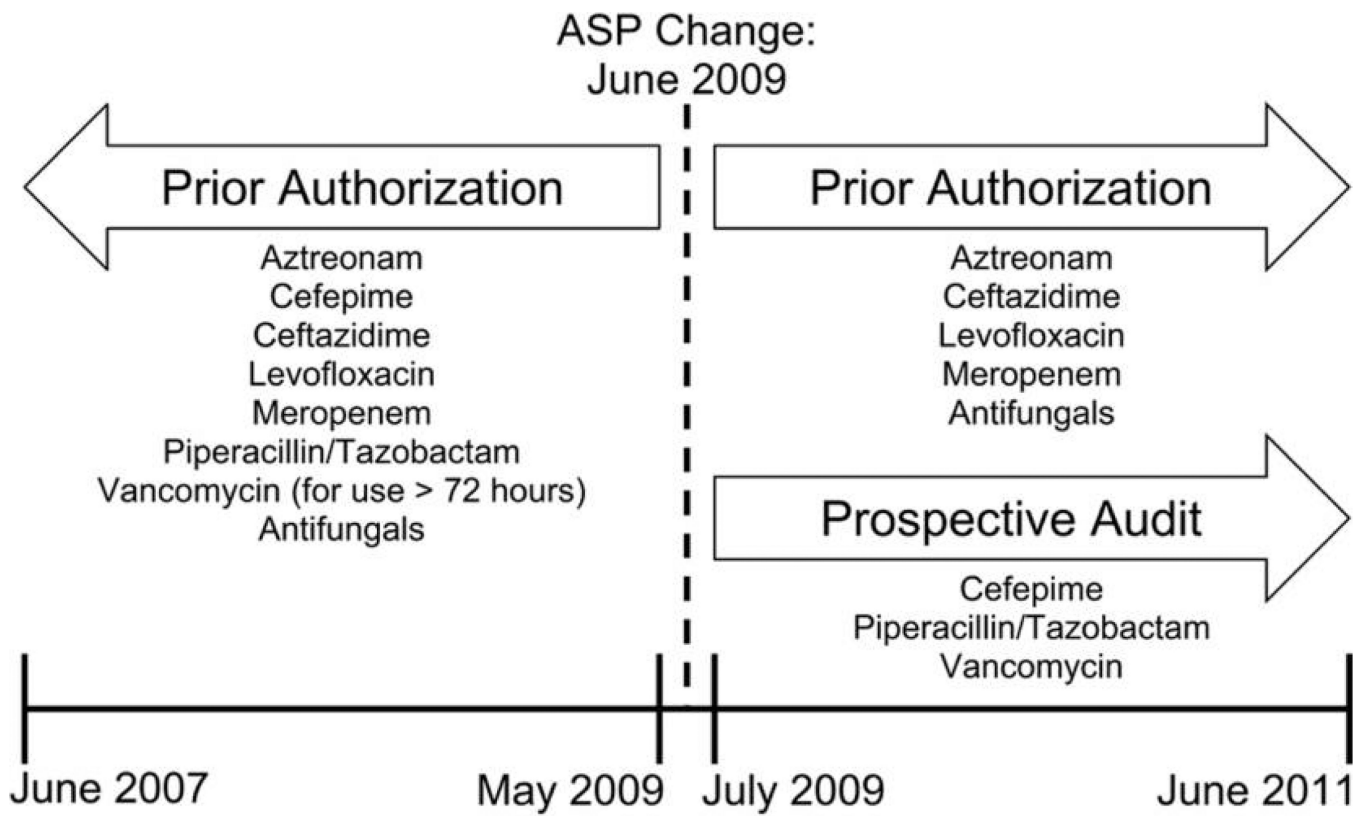 ASP Change:
June 2009
Prior Authorization
Aztreonam
Cefepime
Ceftazidime
Levofloxacin
Meropenem
Piperacillin/Tazobactam
Vancomycin (for use > 72 hours)
Antifungals
Prior Authorization
Aztreonam
Ceftazidime
Levofloxacin
Meropenem
Antifungals
Prospective Audit
Cefepime
Piperacillin/Tazobactam
Vancomycin
June 2007
May 2009
July 2009
June 2011